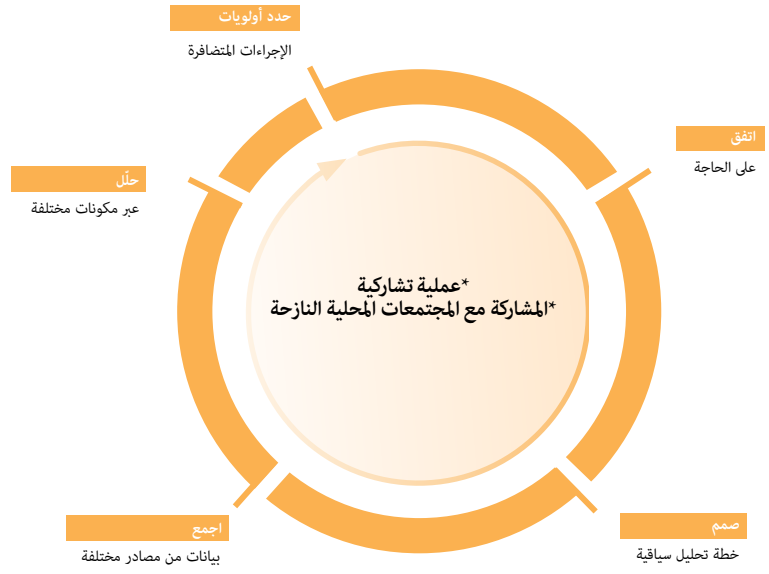 حدد أولويات
الإجراءات المتضافرة
اتفق
على الحاجة
حلّل
عبر مكونات مختلفة
*عملية تشاركية
*المشاركة مع المجتمعات المحلية النازحة
صمم
خطة تحليل سياقية
اجمع
بيانات من مصادر مختلفة